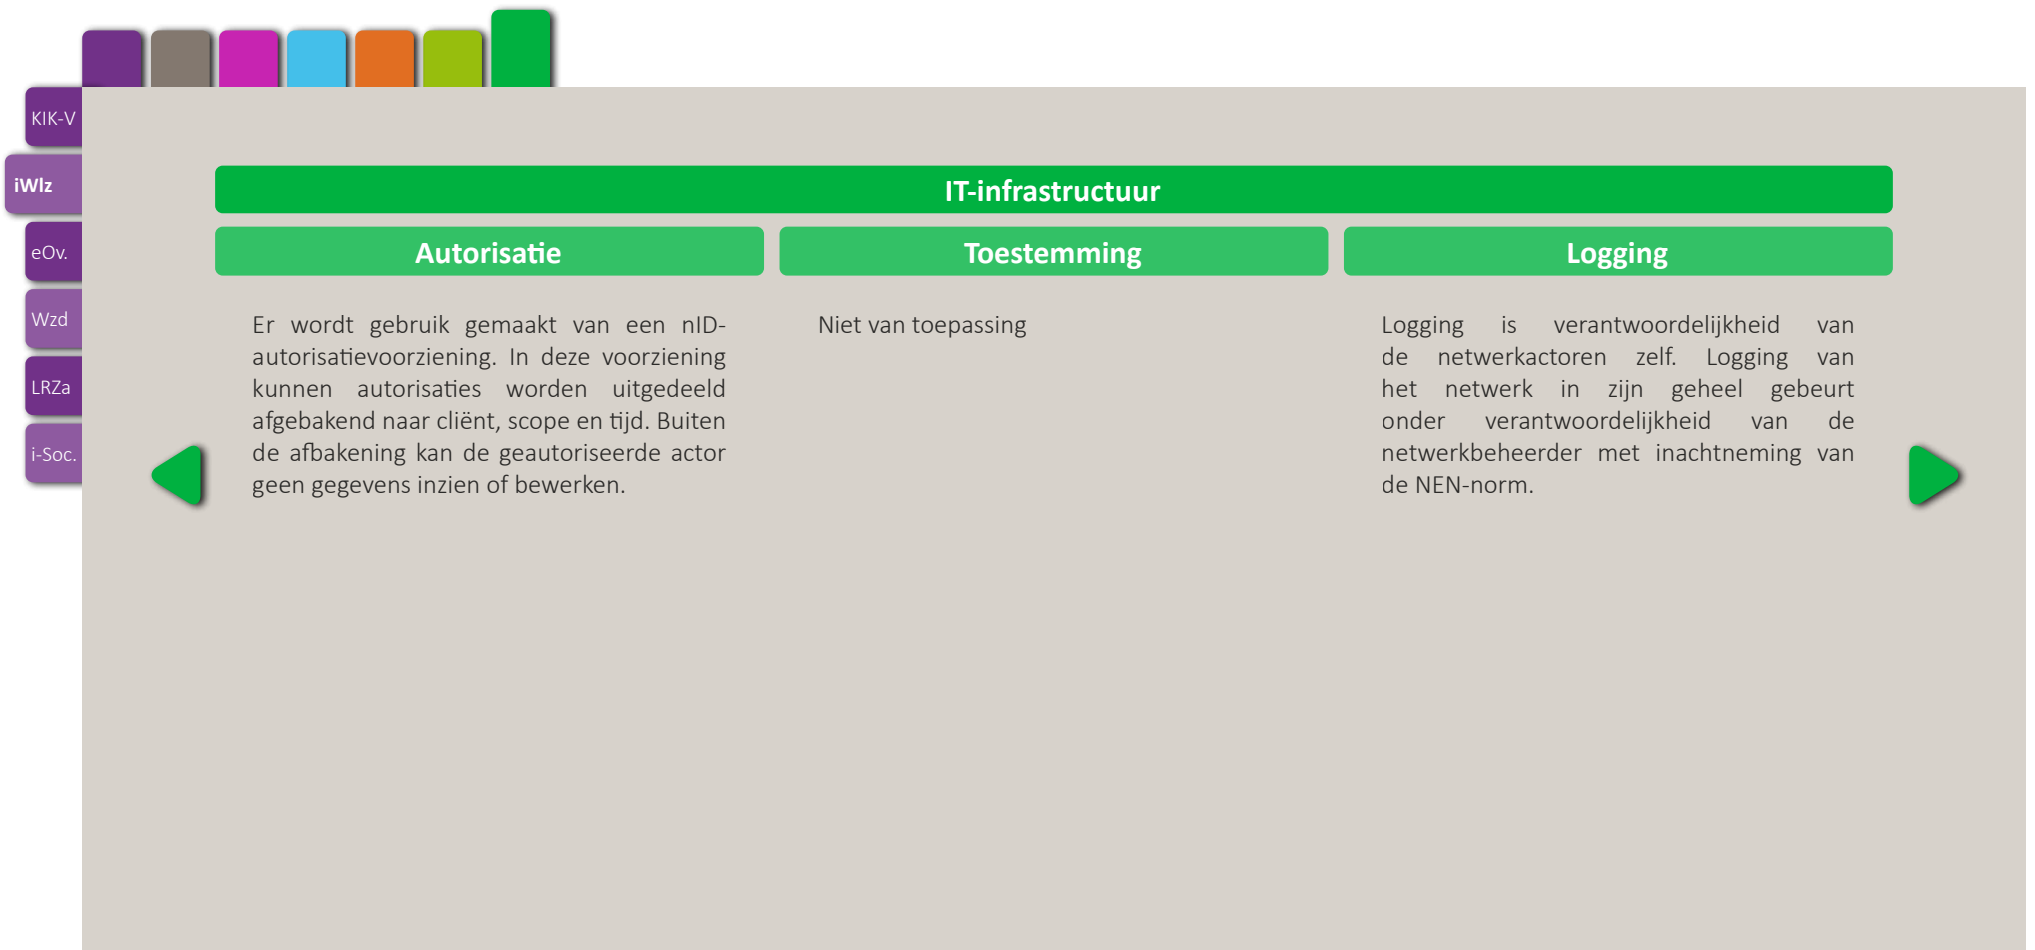 KIK-V
iWlz
eOv.
Wzd
LRZa
i-Soc.
IT-infrastructuur
Autorisatie
Er wordt gebruik gemaakt van een nID-
autorisatievoorziening. In deze voorziening
kunnen autorisaties worden uitgedeeld
afgebakend naar cliënt, scope en tijd. Buiten
de afbakening kan de geautoriseerde actor
geen gegevens inzien of bewerken.
Toestemming
Niet van toepassing
Logging
Logging is verantwoordelijkheid van
de netwerkactoren zelf. Logging van
het netwerk in zijn geheel gebeurt
onder verantwoordelijkheid van de
netwerkbeheerder met inachtneming van
de NEN-norm.